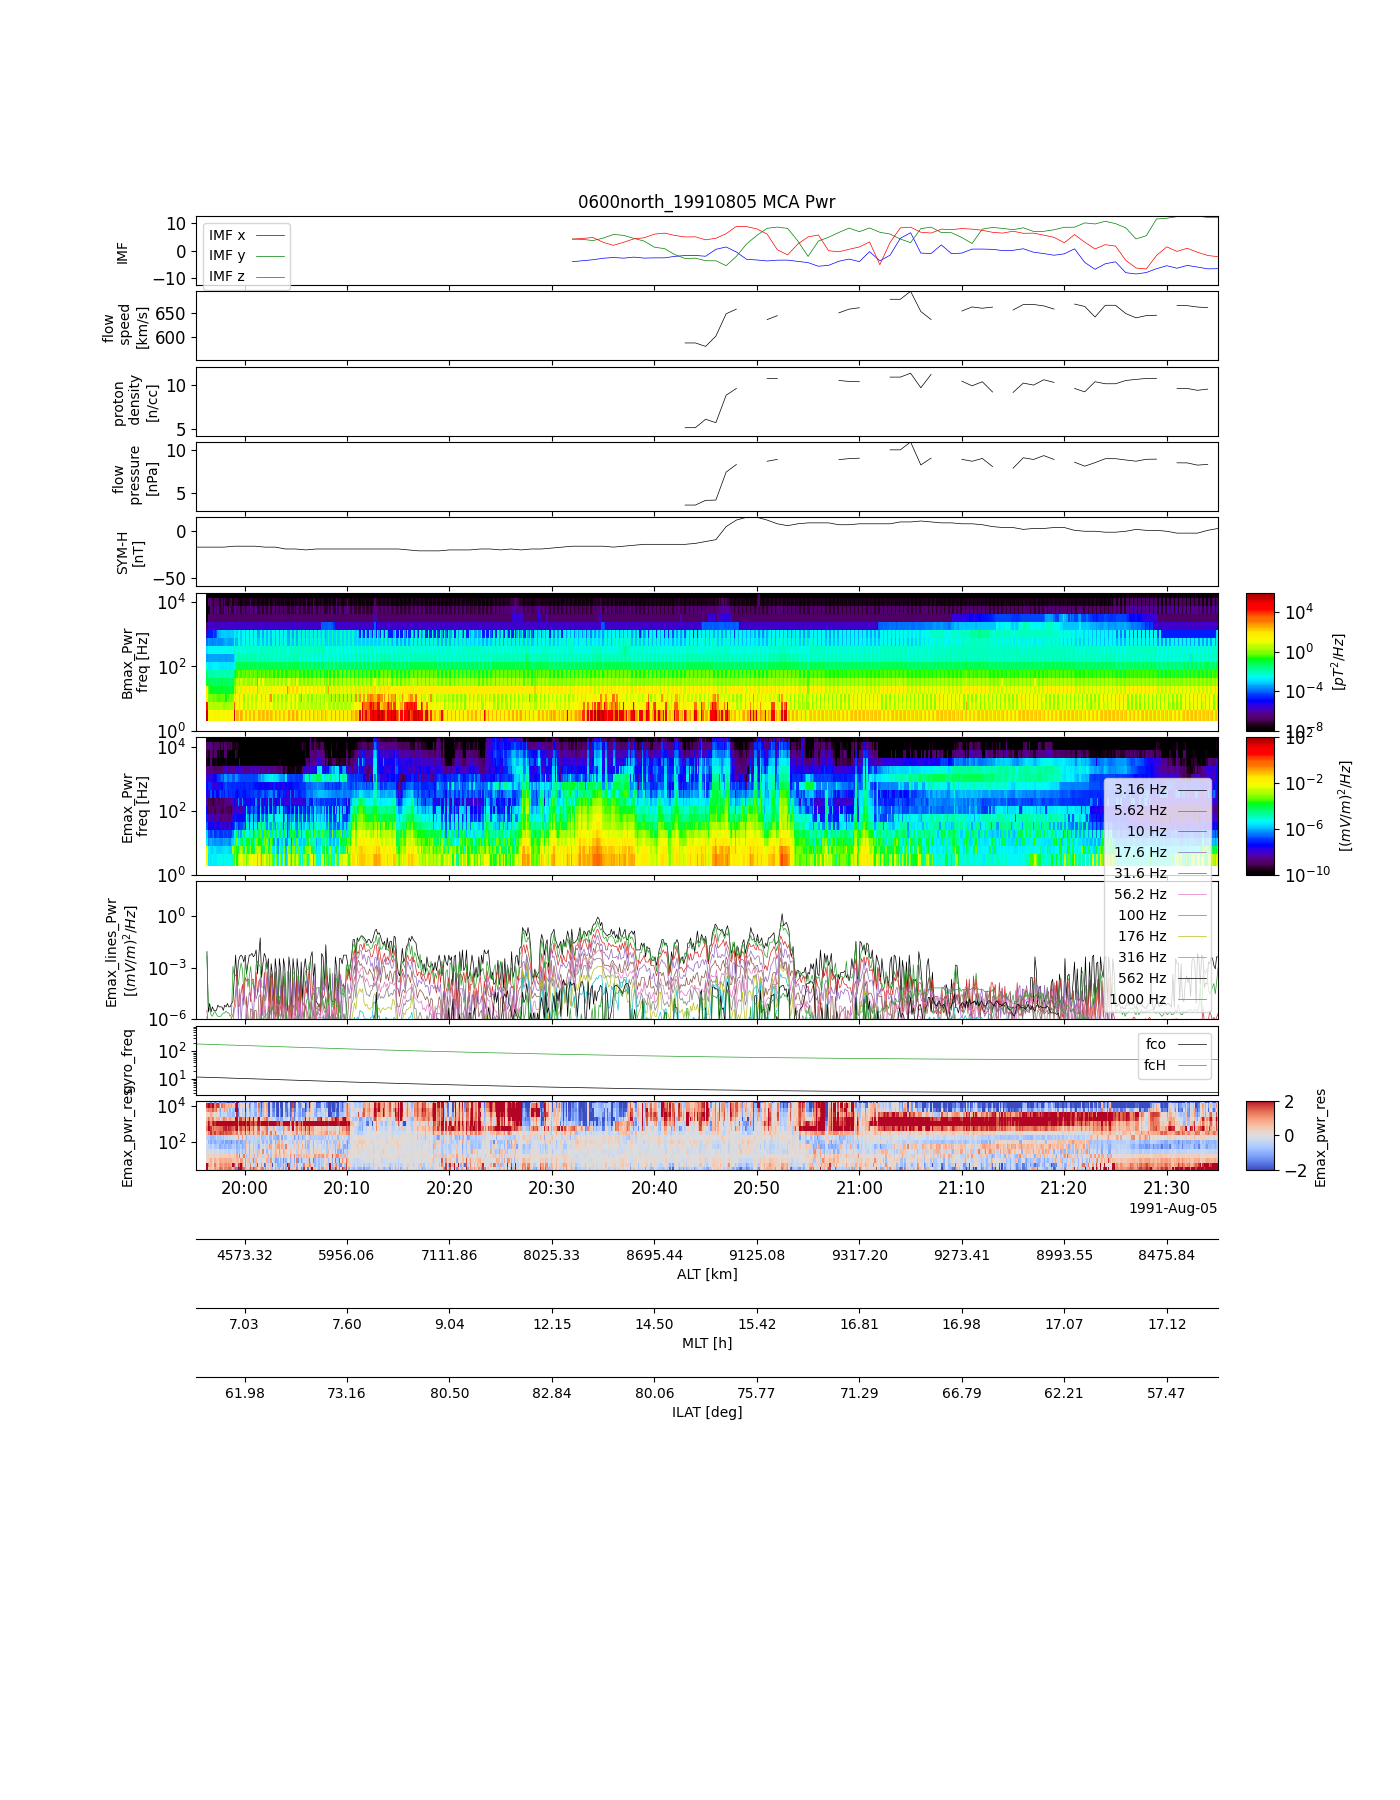 0600north_19910805 MCA Pwr
IMF
10
0
−10
IMF x
IMF y
IMF z
flow
speed
[km/s]
650
600
proton
density
[n/cc]
10
5
flow
pressure
[nPa]
10
5
SYM-H
[nT]
0
−50
Bmax_Pwr
freq [Hz]
10^4
10^2
10^0
10^4
10^0
10^−4
10^−8
[pT^2/Hz]
Emax_Pwr
freq [Hz]
10^4
10^2
10^0
10^2
10^−2
10^−6
10^−10
[(mV/m)^2/Hz]
3.16 Hz
5.62 Hz
10 Hz
17.6 Hz
31.6 Hz
56.2 Hz
100 Hz
176 Hz
316 Hz
562 Hz
1000 Hz
Emax_lines_Pwr
[(mV/m)^2/Hz]
10^0
10^−3
10^−6
gyro_freq
10^2
10^1
fco
fcH
Emax_pwr_res
10^4
10^2
2
0
−2
Emax_pwr_res
20:00 20:10 20:20 20:30 20:40 20:50 21:00 21:10 21:20 21:30
1991-Aug-05
4573.32 5956.06 7111.86 8025.33 8695.44 9125.08 9317.20 9273.41 8993.55 8475.84
ALT [km]
7.03 7.60 9.04 12.15 14.50 15.42 16.81 16.98 17.07 17.12
MLT [h]
61.98 73.16 80.50 82.84 80.06 75.77 71.29 66.79 62.21 57.47
ILAT [deg]